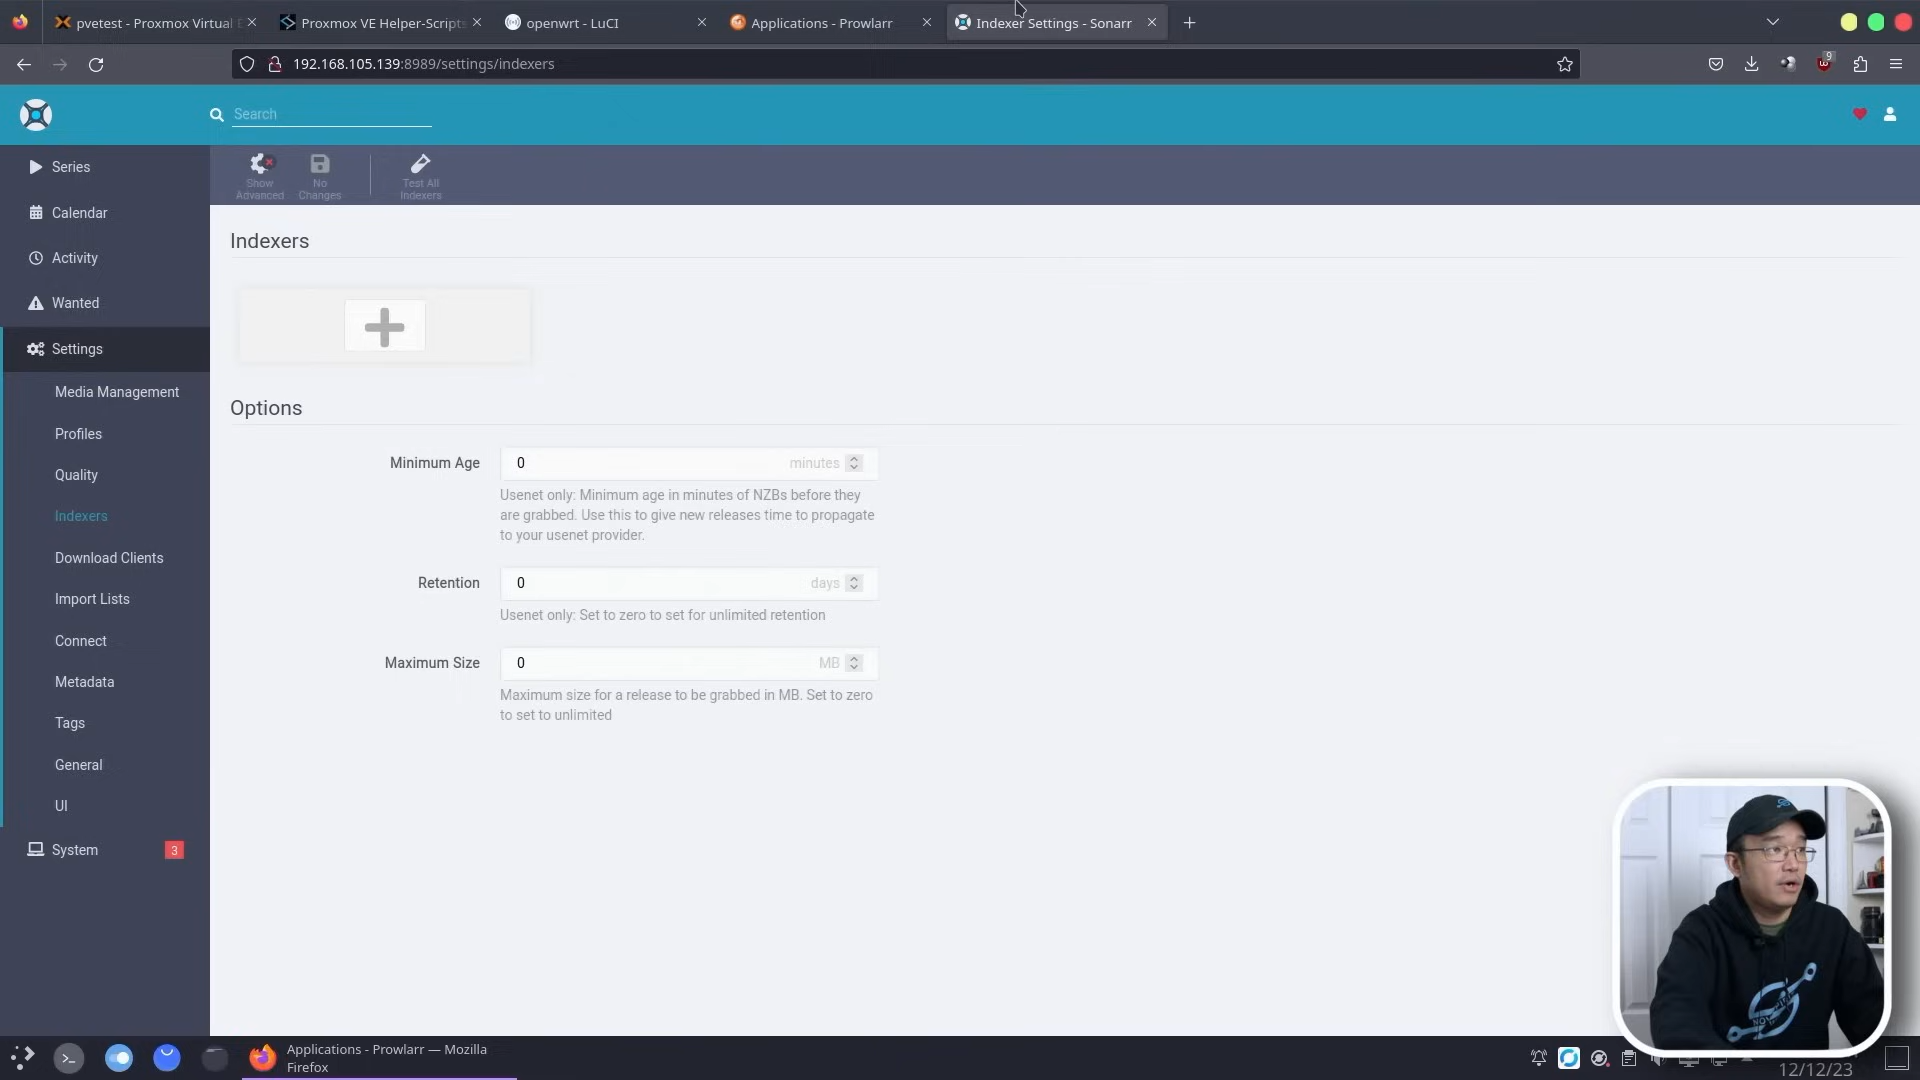 pvetest - Proxmox Virtual E
Proxmox VE Helper-Scripts
openwrt - LuCI
Applications - Prowlarr
Indexer Settings - Sonarr
192.168.105.139:8989/settings/indexers
9
Search
Series
Calendar
Activity
Wanted
Settings
Media Management
Profiles
Quality
Indexers
Download Clients
Import Lists
Connect
Metadata
Tags
General
UI
System
3
Show
Advanced
No
Changes
Test All
Indexers
Indexers
Options
Minimum Age
0
minutes
Usenet only: Minimum age in minutes of NZBs before they
are grabbed. Use this to give new releases time to propagate
to your usenet provider.
Retention
0
days
Usenet only: Set to zero to set for unlimited retention
Maximum Size
0
MB
Maximum size for a release to be grabbed in MB. Set to zero
to set to unlimited
Applications - Prowlarr — Mozilla
Firefox
12/12/23